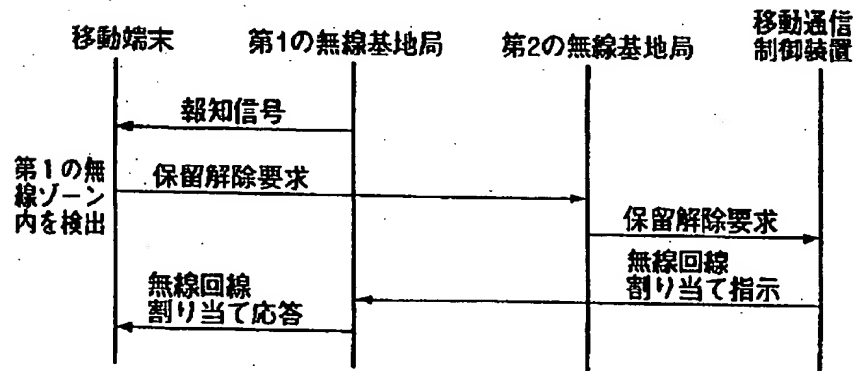 移動端末
第1の無線基地局
第2の無線基地局
移動通信
制御装置
報知信号
第1の無
線ゾーン
内を検出
保留解除要求
保留解除要求
無線回線
割り当て指示
無線回線
割り当て応答